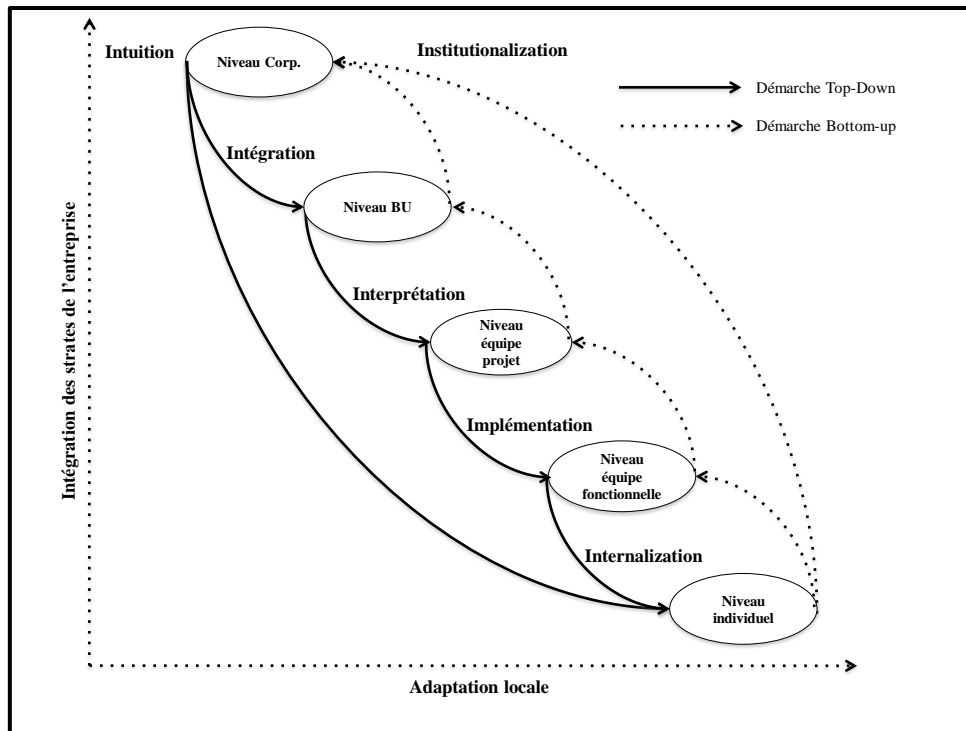 Intuition
Niveau Corp.
Institutionalization
Démarche Top-Down
Démarche Bottom-up
Intégration
Niveau BU
Interprétation
Niveau
équipe
projet
Implémentation
Niveau
équipe
fonctionnelle
Internalization
Niveau
individuel
Intégration des strates de l'entreprise
Adaptation locale